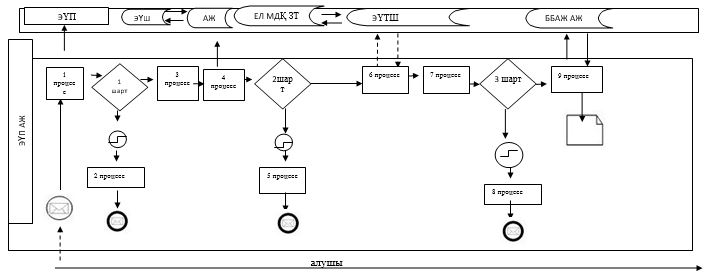 ЭҮП
ЭҮШ
АЖ
ЕЛ МДҚ ЗТ
ЭҮТШ
ББАЖ АЖ
ЭҮП АЖ
1
процесс
с
1
шарт
3
процесс
4
процесс
2шар
т
6 процесс
7 процесс
3 шарт
9 процесс
2 процесс
5 процесс
8 процесс
алушы